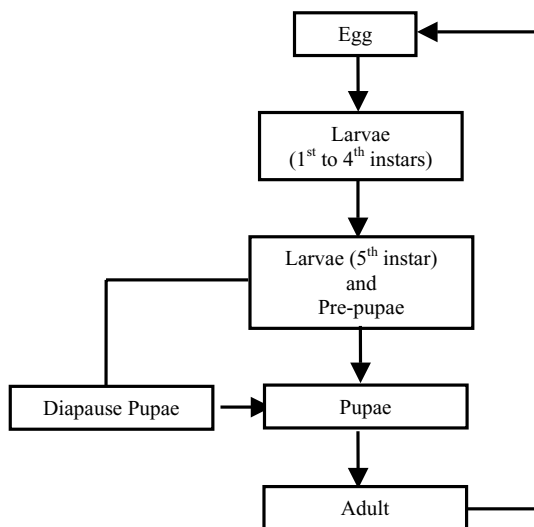 Egg
Larvae
(1st to 4th instars)
Larvae (5th instar)
and
Pre-pupae
Diapause Pupae
Pupae
Adult